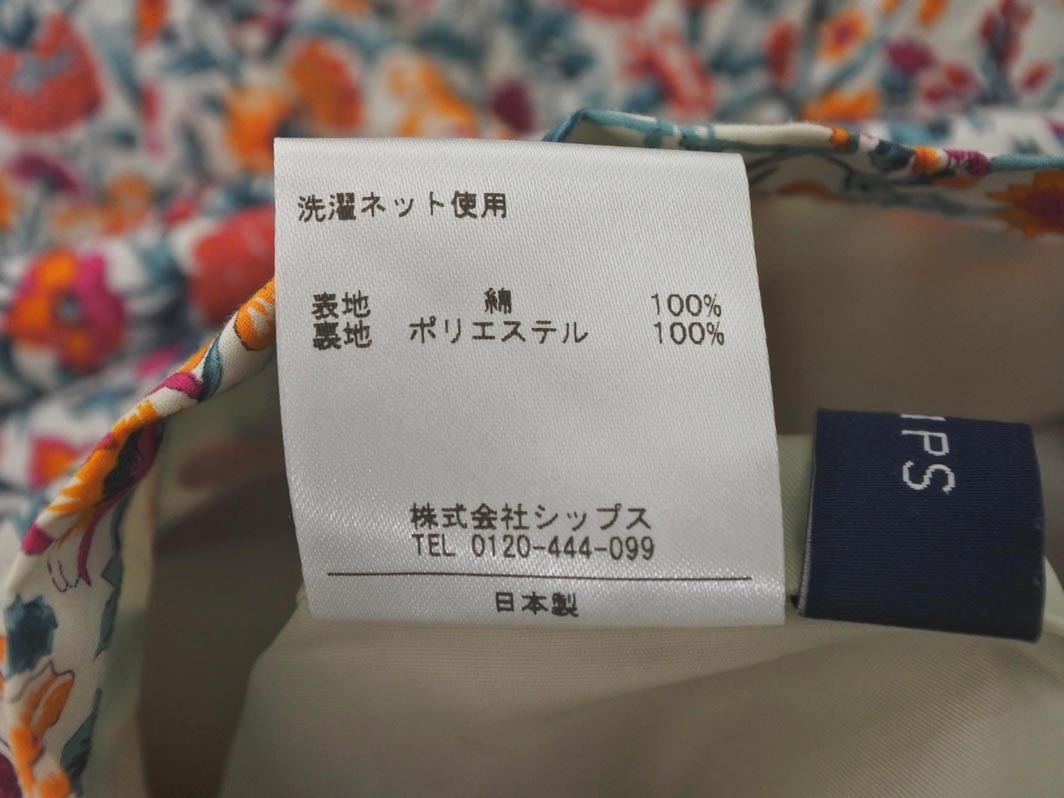 洗濯ネット使用
表地 綿 100%
裏地 ポリエステル 100%
株式会社シップス
TEL 0120-444-099
日本製
IPS